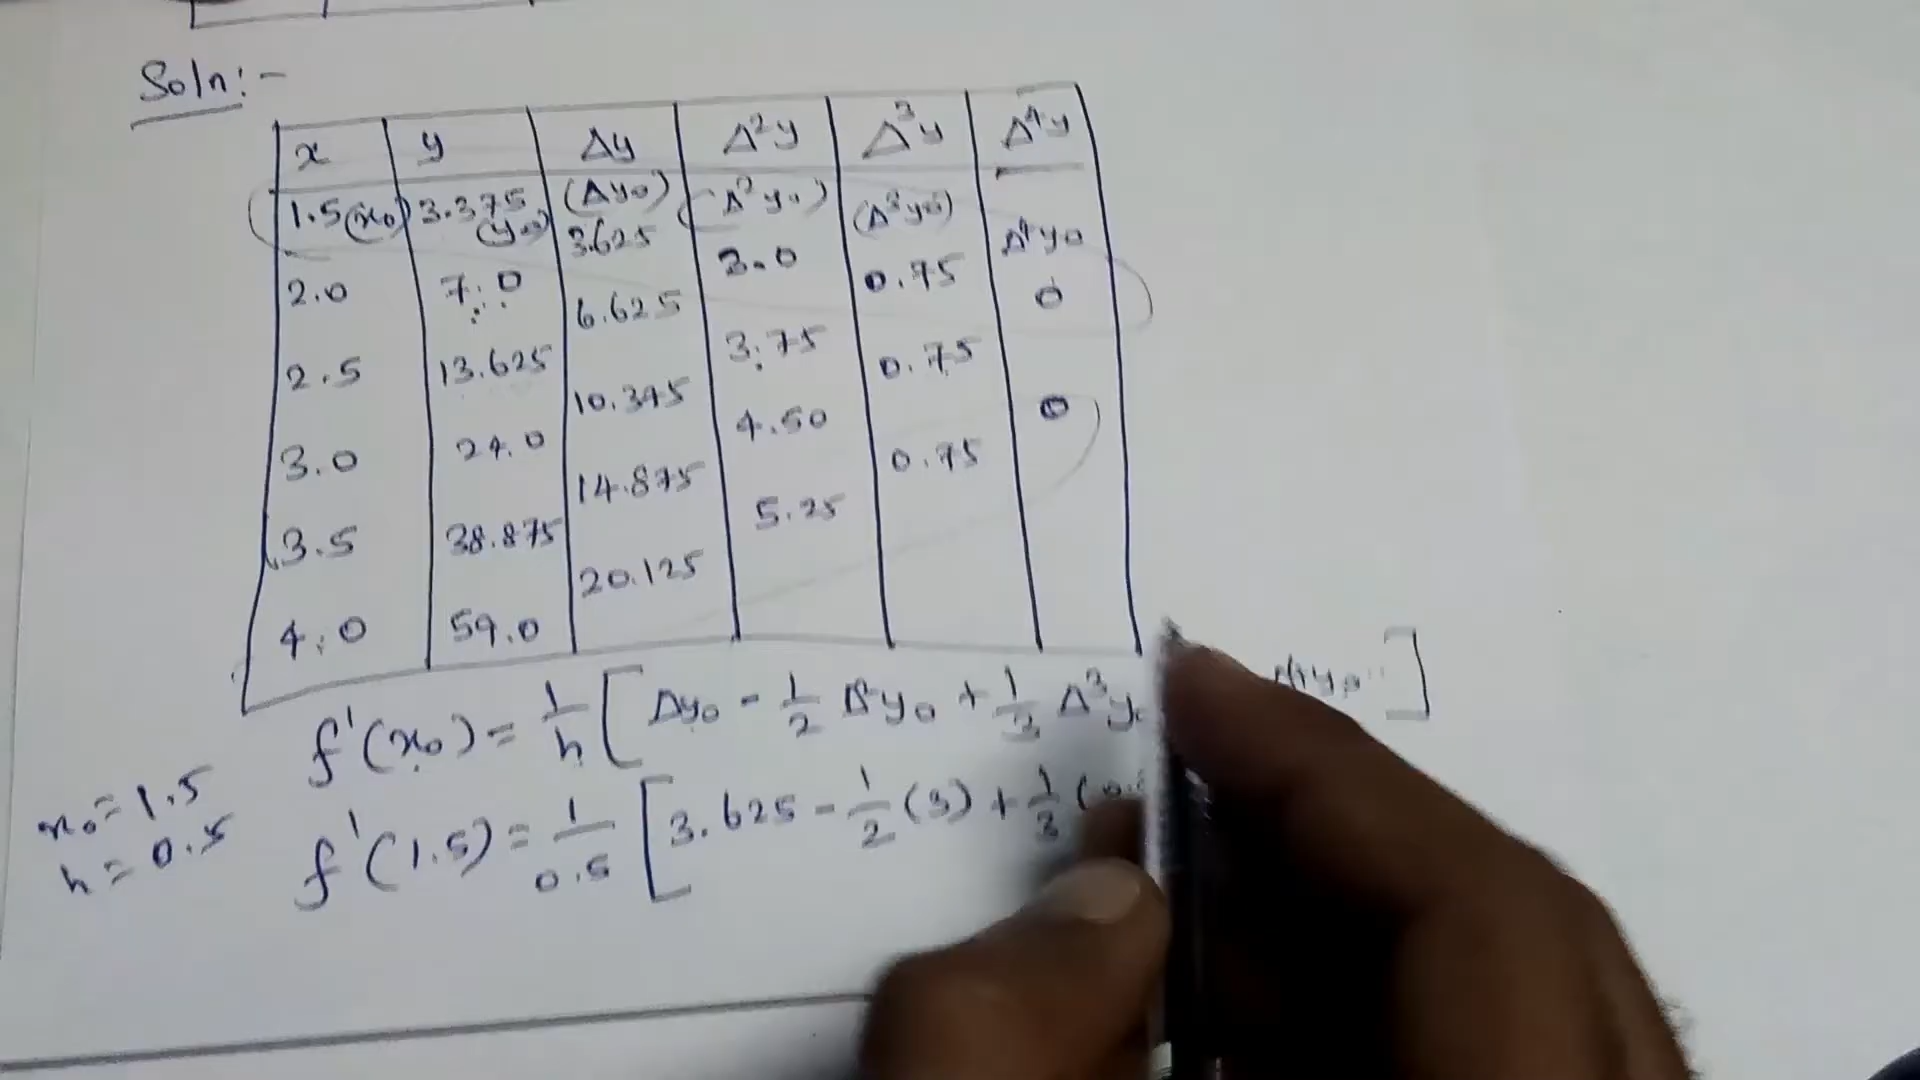 Soln:-
x y Δy Δ²y Δ³y Δ⁴y
1.5(x₀) 3.375 (y₀) (Δy₀) 3.625 (Δ²y₀) 3.0 (Δ³y₀) 0.75 Δ⁴y₀ 0
2.0 7.0 6.625 3.75 0.75 0
2.5 13.625 10.375 4.50 0.75
3.0 24.0 14.875 5.25
3.5 38.875 20.125
4.0 59.0
f'(x₀) = 1/h [ Δy₀ - 1/2 Δ²y₀ + 1/3 Δ³y₀ Δ⁴y₀ ]
x₀ = 1.5
h = 0.5
f'(1.5) = 1/0.5 [ 3.625 - 1/2 (3) + 1/3 (0.